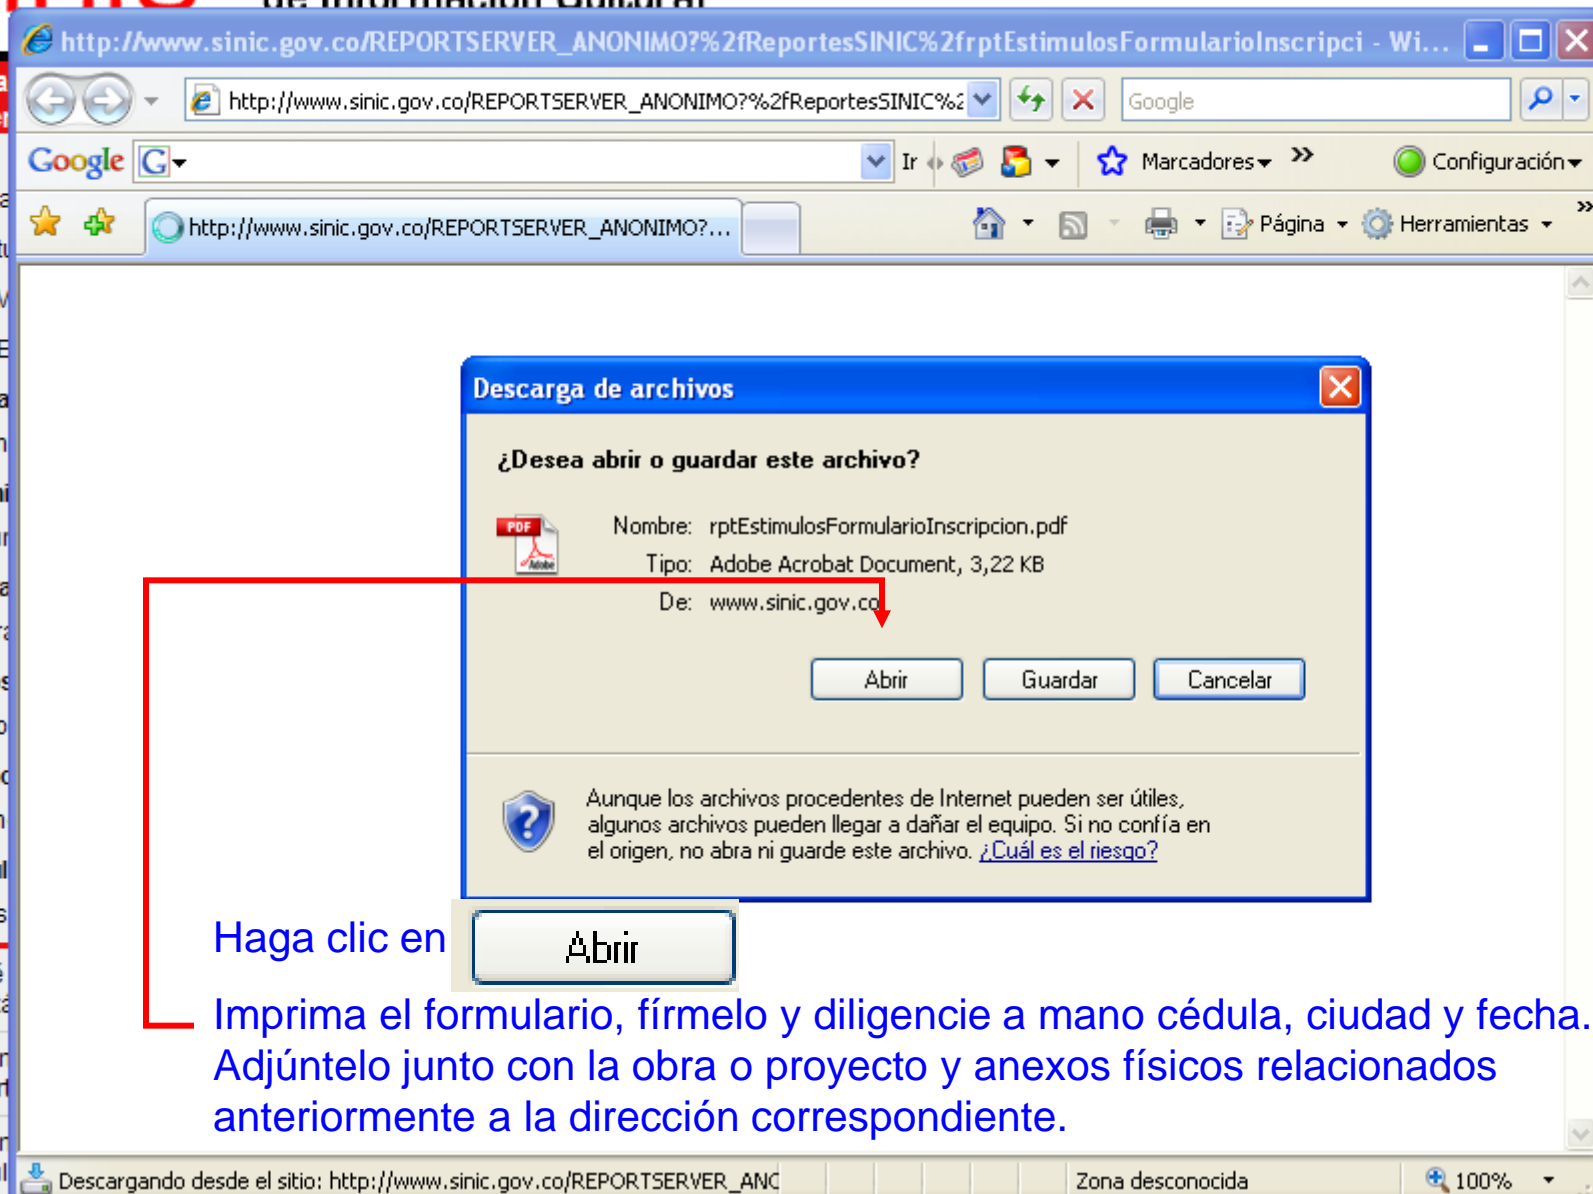 de Información Cultural
http://www.sinic.gov.co/REPORTSERVER_ANONIMO?%2fReportesSINIC%2frptEstimulosFormularioInscripci - Wi...
http://www.sinic.gov.co/REPORTSERVER_ANONIMO?%2fReportesSINIC%2
Google
Google G Ir Marcadores » Configuración
http://www.sinic.gov.co/REPORTSERVER_ANONIMO?... Página Herramientas »
Descarga de archivos
¿Desea abrir o guardar este archivo?
PDF Adobe
Nombre: rptEstimulosFormularioInscripcion.pdf
Tipo: Adobe Acrobat Document, 3,22 KB
De: www.sinic.gov.co
Abrir Guardar Cancelar
Aunque los archivos procedentes de Internet pueden ser útiles,
algunos archivos pueden llegar a dañar el equipo. Si no confía en
el origen, no abra ni guarde este archivo. ¿Cuál es el riesgo?
Haga clic en Abrir
Imprima el formulario, fírmelo y diligencie a mano cédula, ciudad y fecha.
Adjúntelo junto con la obra o proyecto y anexos físicos relacionados
anteriormente a la dirección correspondiente.
Descargando desde el sitio: http://www.sinic.gov.co/REPORTSERVER_ANO Zona desconocida 100%